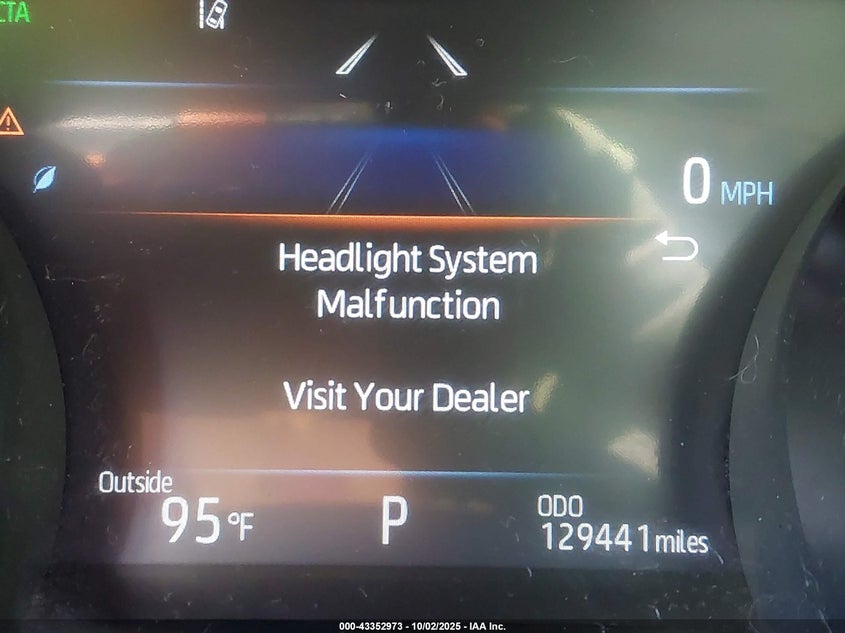 CTA
0 MPH
Headlight System
Malfunction
Visit Your Dealer
Outside
95 °F
P
ODO
129441 miles
000-43352973 - 10/02/2025 - IAA Inc.